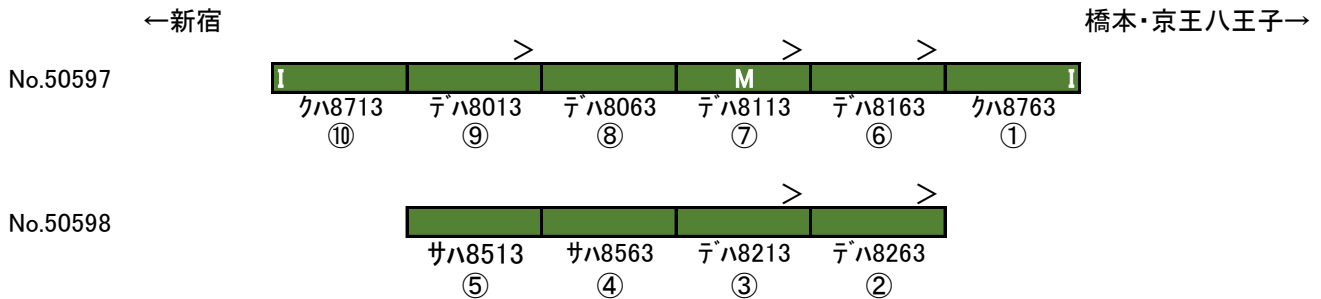 ←新宿 橋本・京王八王子→
> > >
No.50597 I M I
クハ8713 デハ8013 デハ8063 デハ8113 デハ8163 クハ8763
⑩ ⑨ ⑧ ⑦ ⑥ ①
> >
No.50598
サハ8513 サハ8563 デハ8213 デハ8263
⑤ ④ ③ ②